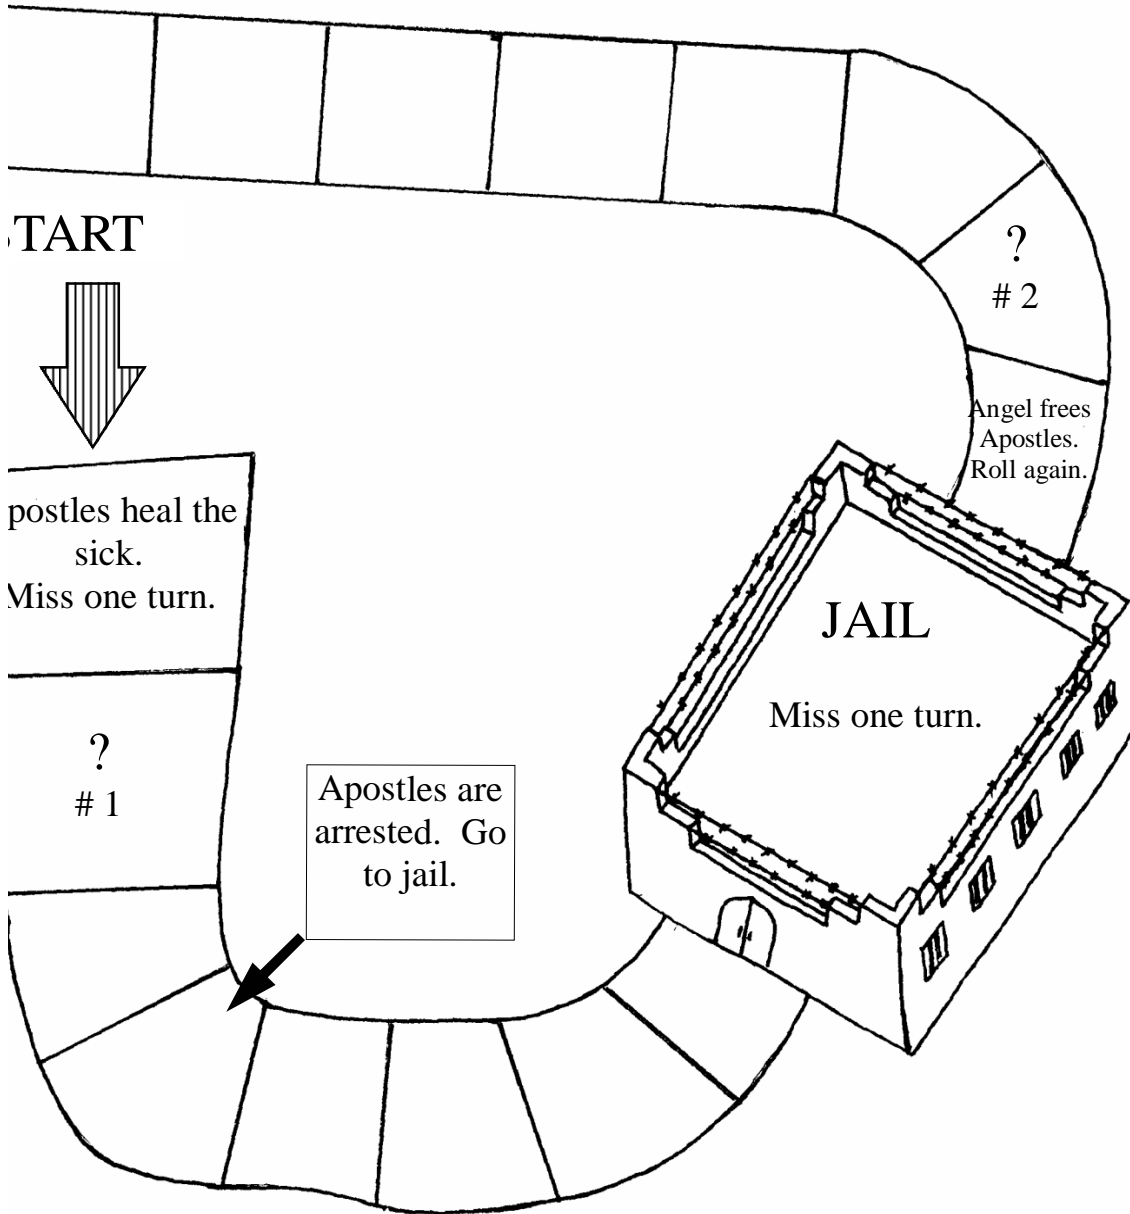 TART
?
# 2
Angel frees
Apostles.
Roll again.
postles heal the
sick.
Miss one turn.
JAIL
Miss one turn.
?
# 1
Apostles are
arrested.  Go
to jail.